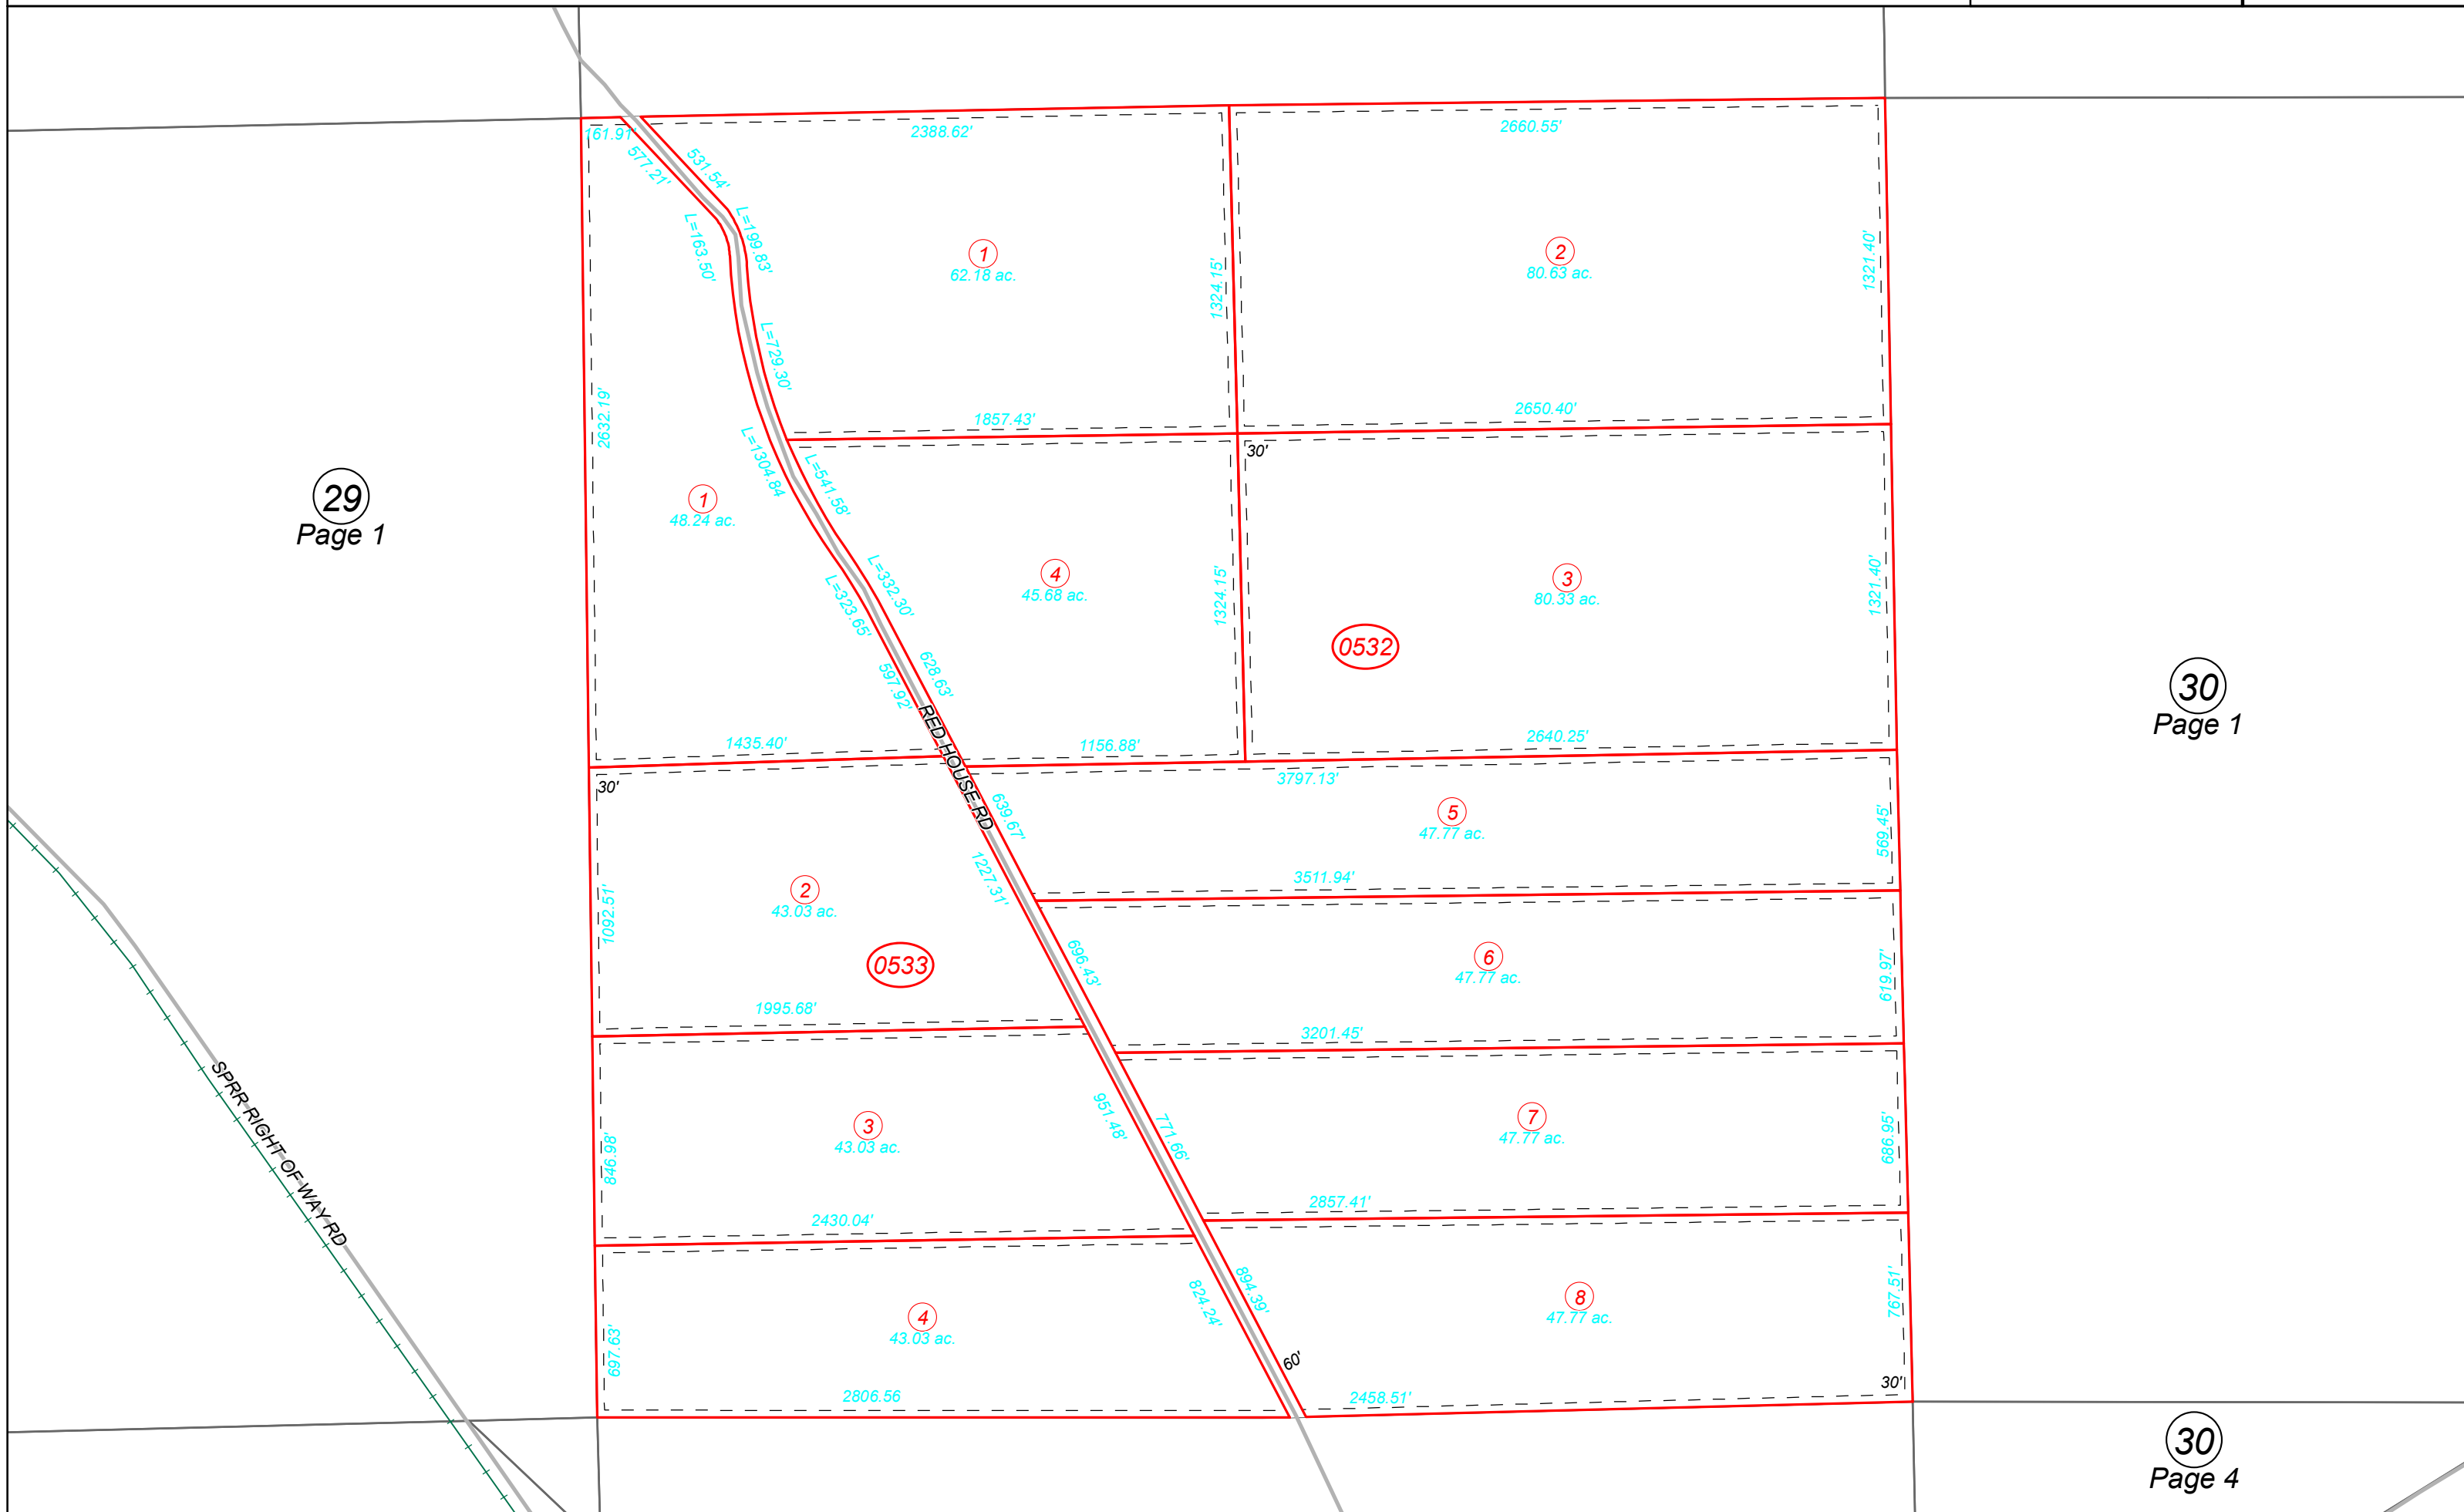 161.91'
2388.62'
2660.55'
577.21'
531.54'
L=163.50'
L=199.83'
1
62.18 ac.
1324.15'
2
80.63 ac.
1321.40'
L=729.30'
2632.19'
1857.43'
2650.40'
30'
L=1304.84
L=541.58'
29
Page 1
1
48.24 ac.
4
45.68 ac.
1324.15'
3
80.33 ac.
1321.40'
L=323.65'
L=332.30'
0532
597.92'
628.63'
30
Page 1
RED HOUSE RD
1435.40'
1156.88'
2640.25'
30'
3797.13'
639.67'
5
47.77 ac.
569.45'
1227.31'
3511.94'
2
43.03 ac.
1092.51'
0533
696.43'
6
47.77 ac.
619.97'
1995.68'
3201.45'
SPRR RIGHT OF WAY RD
3
43.03 ac.
846.98'
951.48'
771.66'
7
47.77 ac.
686.95'
2430.04'
2857.41'
4
43.03 ac.
697.63'
824.24'
894.39'
8
47.77 ac.
767.51'
60'
2806.56
2458.51'
30'
30
Page 4